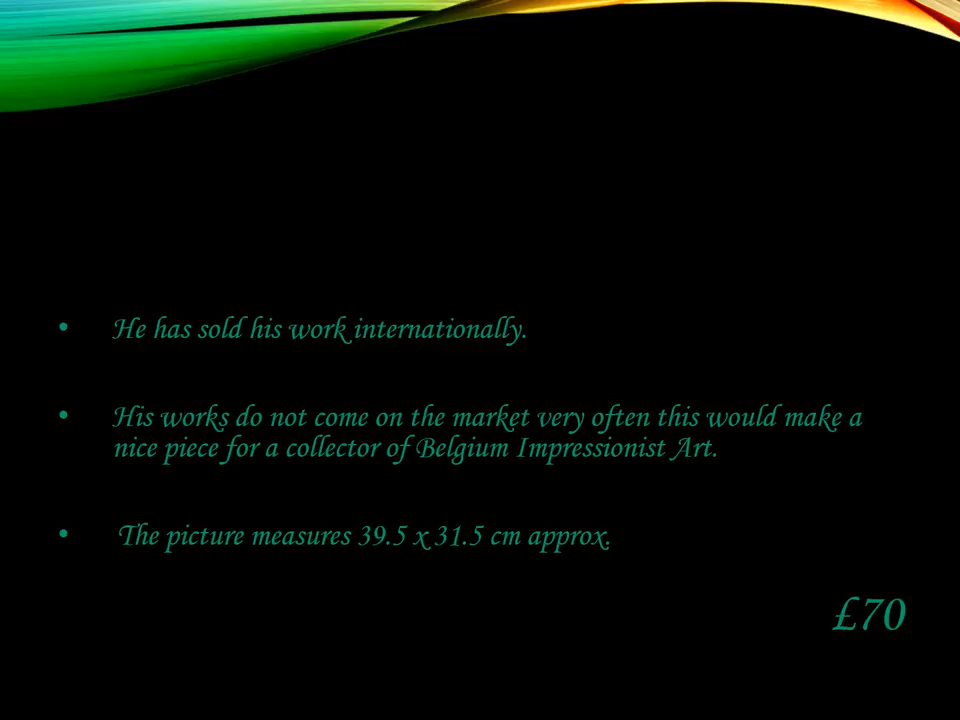 • He has sold his work internationally.
• His works do not come on the market very often this would make a
nice piece for a collector of Belgium Impressionist Art.
• The picture measures 39.5 x 31.5 cm approx.
£70